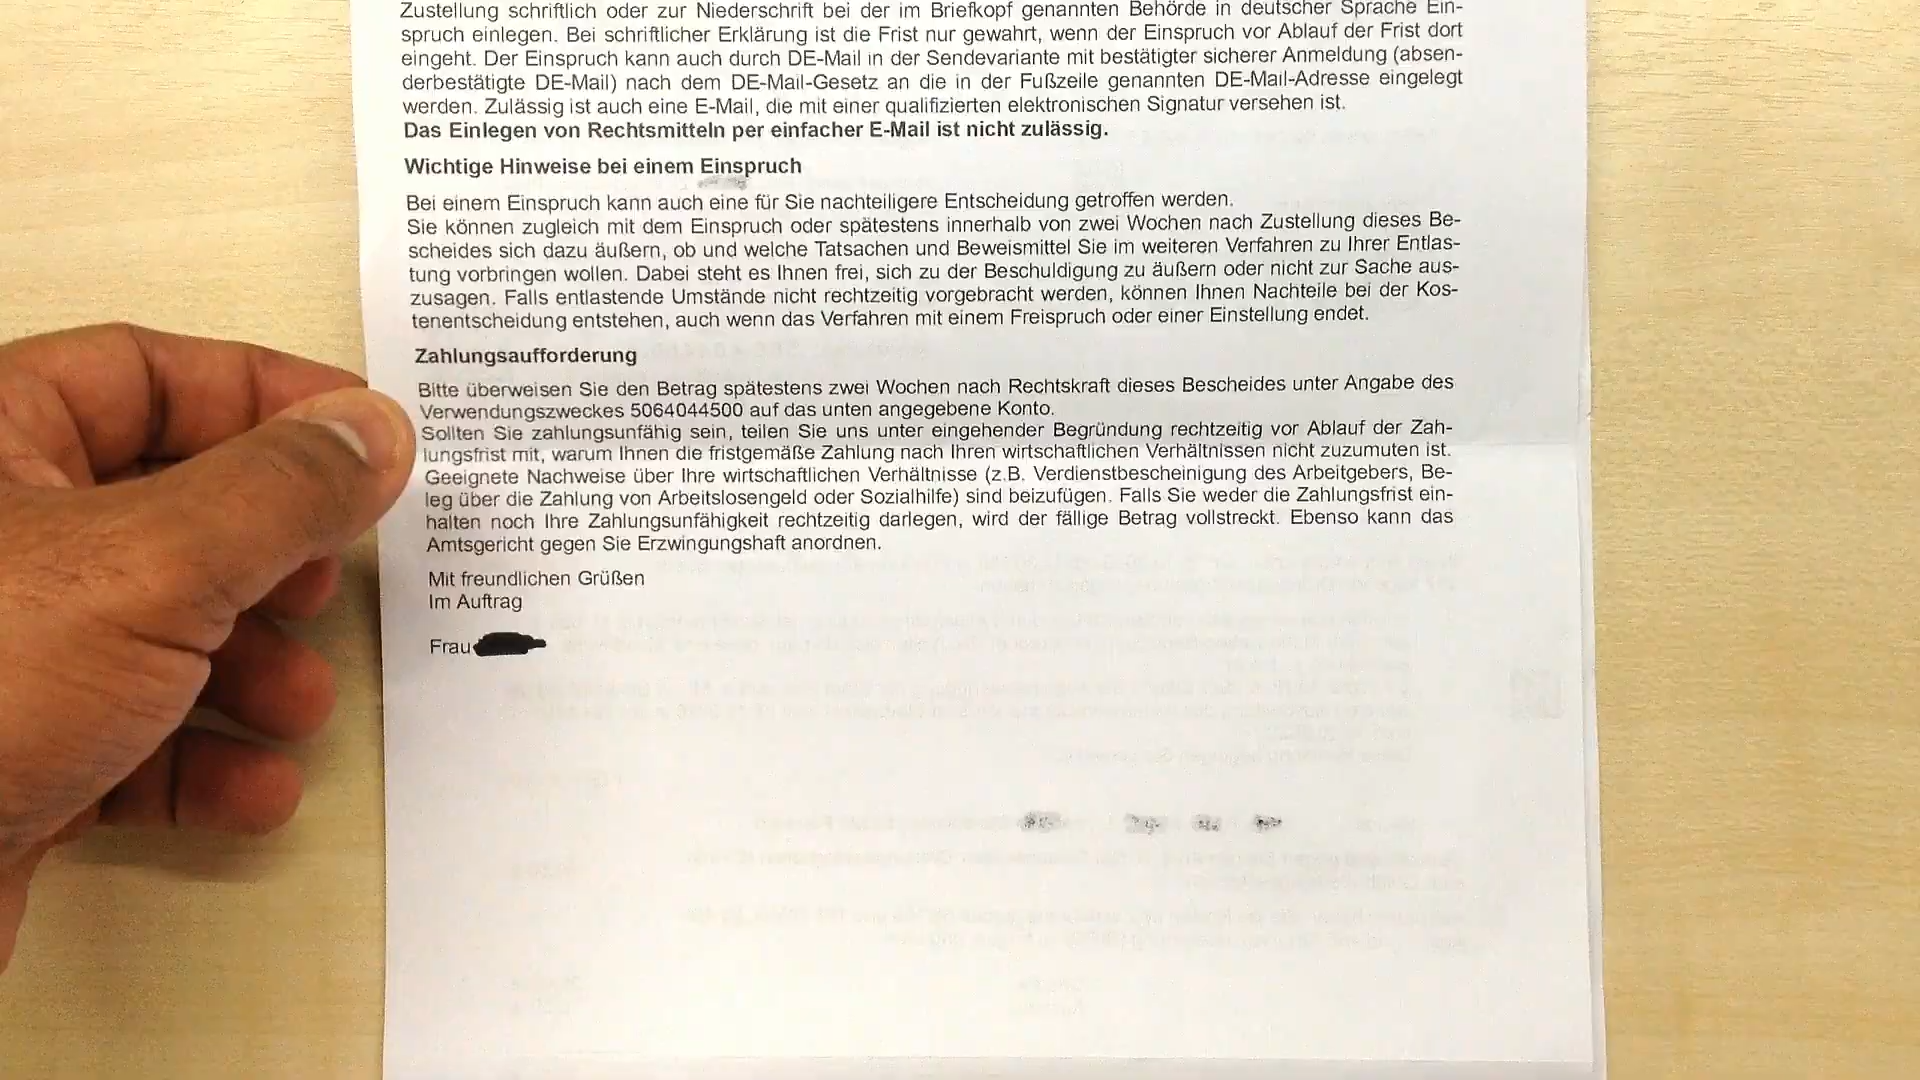 Zustellung schriftlich oder zur Niederschrift bei der im Briefkopf genannten Behörde in deutscher Sprache Ein-
spruch einlegen. Bei schriftlicher Erklärung ist die Frist nur gewahrt, wenn der Einspruch vor Ablauf der Frist dort
eingeht. Der Einspruch kann auch durch DE-Mail in der Sendevariante mit bestätigter sicherer Anmeldung (absen-
derbestätigte DE-Mail) nach dem DE-Mail-Gesetz an die in der Fußzeile genannten DE-Mail-Adresse eingelegt
werden. Zulässig ist auch eine E-Mail, die mit einer qualifizierten elektronischen Signatur versehen ist.
Das Einlegen von Rechtsmitteln per einfacher E-Mail ist nicht zulässig.
Wichtige Hinweise bei einem Einspruch
Bei einem Einspruch kann auch eine für Sie nachteiligere Entscheidung getroffen werden.
Sie können zugleich mit dem Einspruch oder spätestens innerhalb von zwei Wochen nach Zustellung dieses Be-
scheides sich dazu äußern, ob und welche Tatsachen und Beweismittel Sie im weiteren Verfahren zu Ihrer Entlas-
tung vorbringen wollen. Dabei steht es Ihnen frei, sich zu der Beschuldigung zu äußern oder nicht zur Sache aus-
zusagen. Falls entlastende Umstände nicht rechtzeitig vorgebracht werden, können Ihnen Nachteile bei der Kos-
tenentscheidung entstehen, auch wenn das Verfahren mit einem Freispruch oder einer Einstellung endet.
Zahlungsaufforderung
Bitte überweisen Sie den Betrag spätestens zwei Wochen nach Rechtskraft dieses Bescheides unter Angabe des
Verwendungszweckes 5064044500 auf das unten angegebene Konto.
Sollten Sie zahlungsunfähig sein, teilen Sie uns unter eingehender Begründung rechtzeitig vor Ablauf der Zah-
lungsfrist mit, warum Ihnen die fristgemäße Zahlung nach Ihren wirtschaftlichen Verhältnissen nicht zuzumuten ist.
Geeignete Nachweise über Ihre wirtschaftlichen Verhältnisse (z.B. Verdienstbescheinigung des Arbeitgebers, Be-
leg über die Zahlung von Arbeitslosengeld oder Sozialhilfe) sind beizufügen. Falls Sie weder die Zahlungsfrist ein-
halten noch Ihre Zahlungsunfähigkeit rechtzeitig darlegen, wird der fällige Betrag vollstreckt. Ebenso kann das
Amtsgericht gegen Sie Erzwingungshaft anordnen.
Mit freundlichen Grüßen
Im Auftrag
Frau